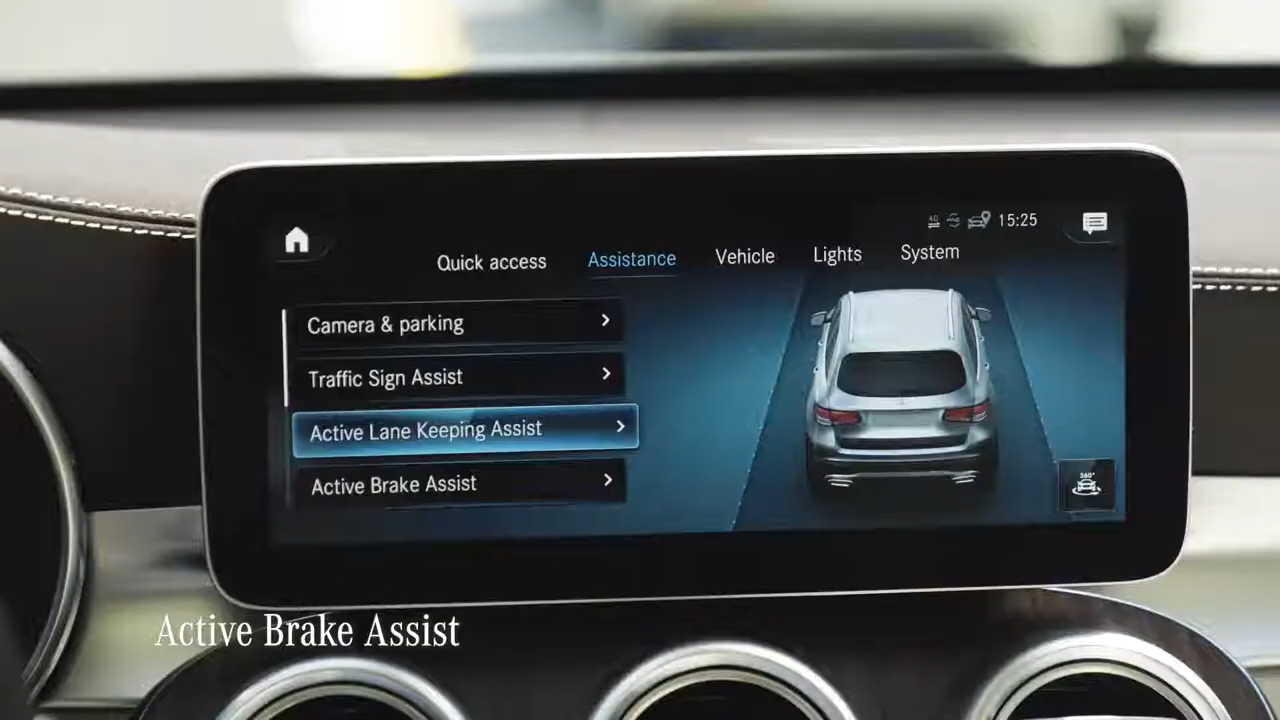 15:25
Quick access
Assistance
Vehicle
Lights
System
Camera & parking
Traffic Sign Assist
Active Lane Keeping Assist
Active Brake Assist
360°
Active Brake Assist